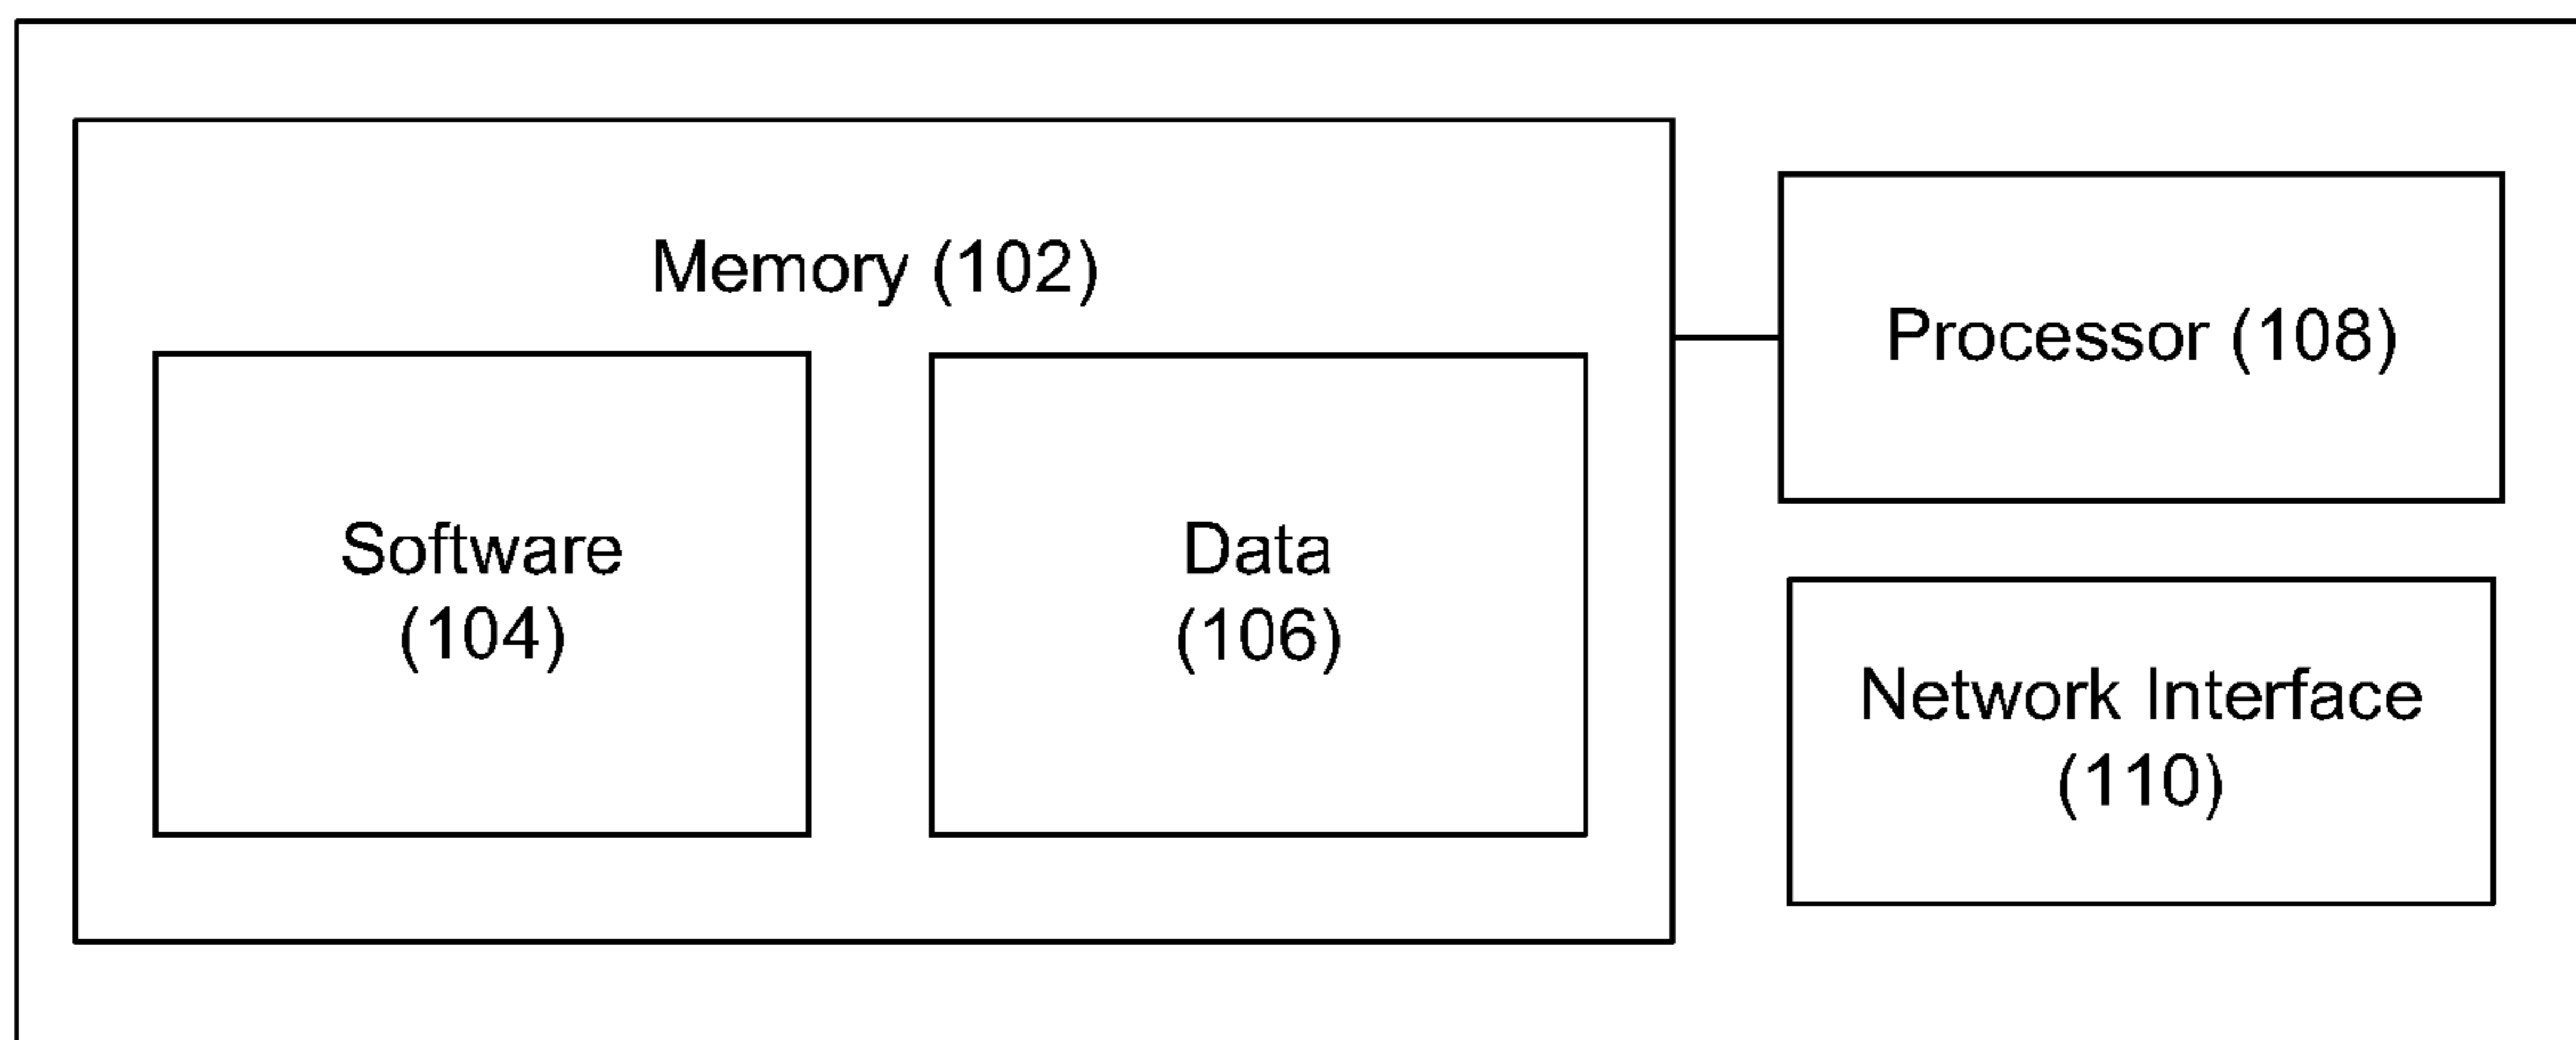 Memory (102)
Processor (108)
Software
(104)
Data
(106)
Network Interface
(110)